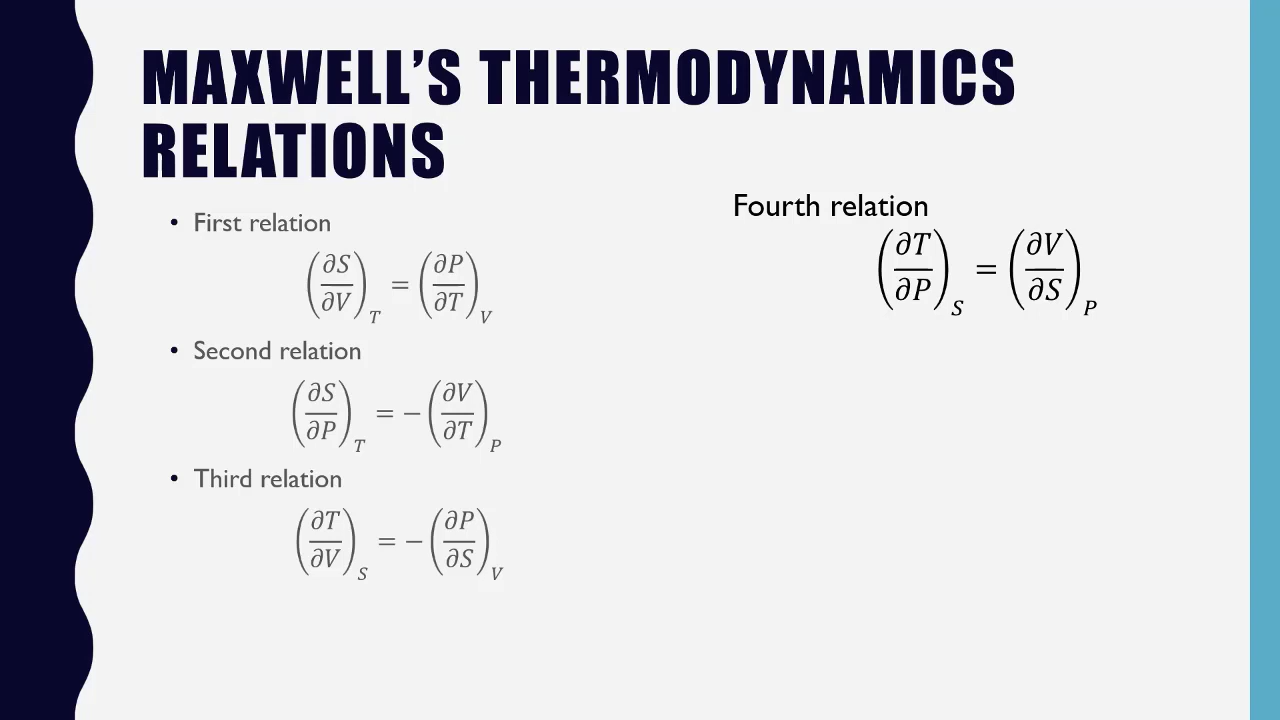 MAXWELL’S THERMODYNAMICS
RELATIONS
• First relation
(∂S/∂V)_T = (∂P/∂T)_V
• Second relation
(∂S/∂P)_T = −(∂V/∂T)_P
• Third relation
(∂T/∂V)_S = −(∂P/∂S)_V
Fourth relation
(∂T/∂P)_S = (∂V/∂S)_P